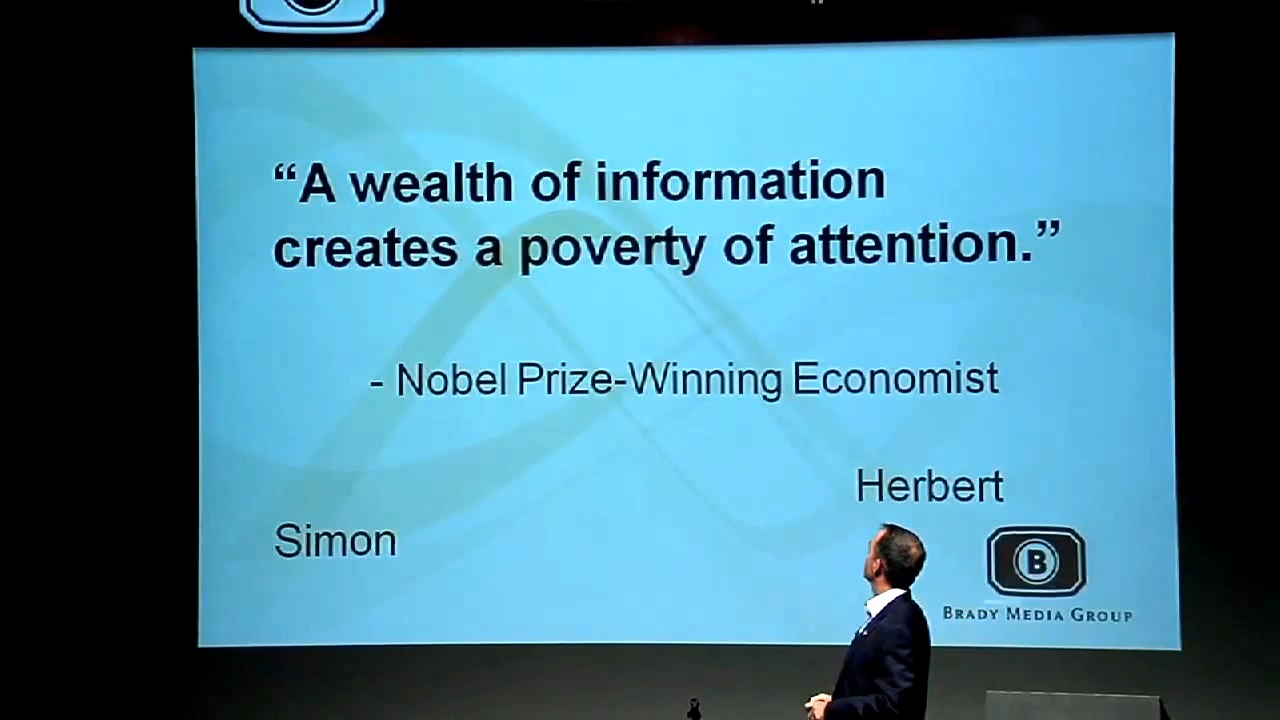 “A wealth of information
creates a poverty of attention.”
- Nobel Prize-Winning Economist
Herbert
Simon
B
BRADY MEDIA GROUP